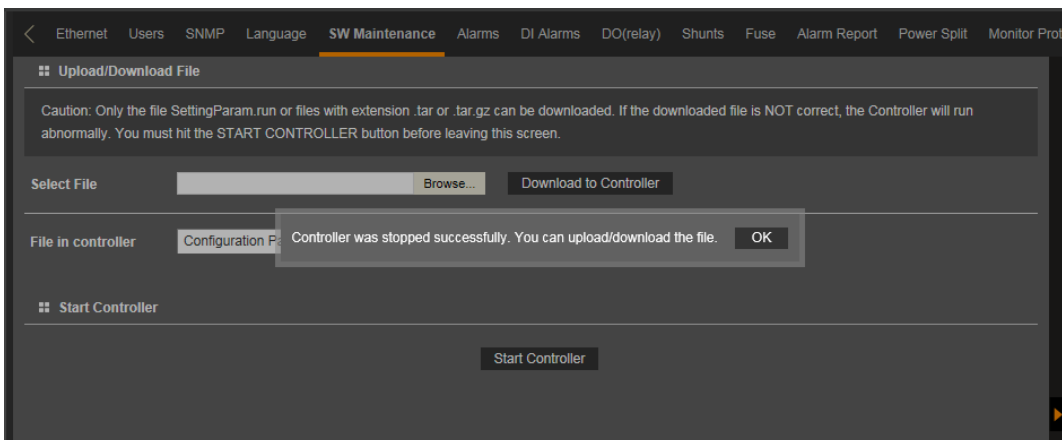 Ethernet Users SNMP Language SW Maintenance Alarms DI Alarms DO(relay) Shunts Fuse Alarm Report Power Split Monitor Prot
Upload/Download File
Caution: Only the file SettingParam.run or files with extension .tar or .tar.gz can be downloaded. If the downloaded file is NOT correct, the Controller will run
abnormally. You must hit the START CONTROLLER button before leaving this screen.
Select File Browse... Download to Controller
File in controller Configuration P
Controller was stopped successfully. You can upload/download the file. OK
Start Controller
Start Controller